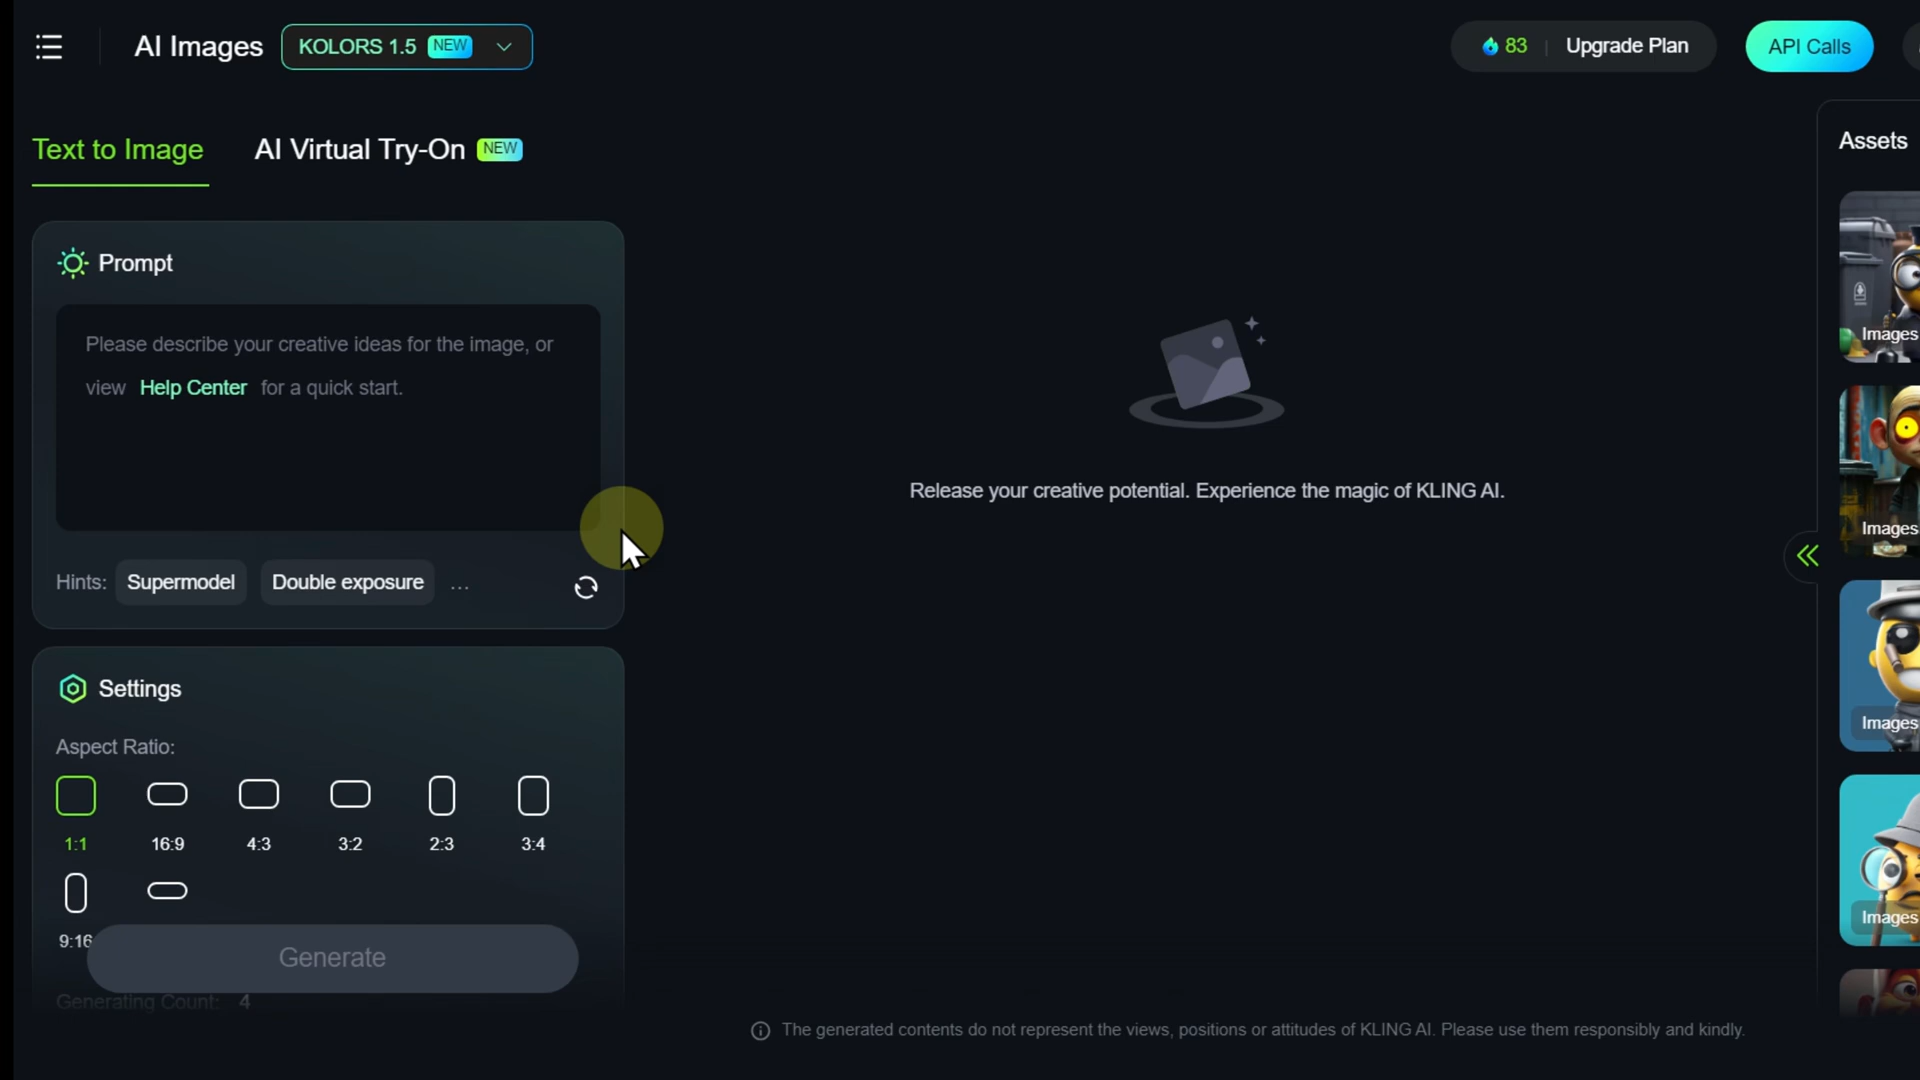 AI Images
KOLORS 1.5 NEW
83
Upgrade Plan
API Calls
Text to Image
AI Virtual Try-On NEW
Assets
Prompt
Please describe your creative ideas for the image, or
view Help Center for a quick start.
Hints: Supermodel Double exposure ...
Settings
Aspect Ratio:
1:1 16:9 4:3 3:2 2:3 3:4
9:16
Generate
Generating Count: 4
Release your creative potential. Experience the magic of KLING AI.
Images
Images
Images
Images
The generated contents do not represent the views, positions or attitudes of KLING AI. Please use them responsibly and kindly.